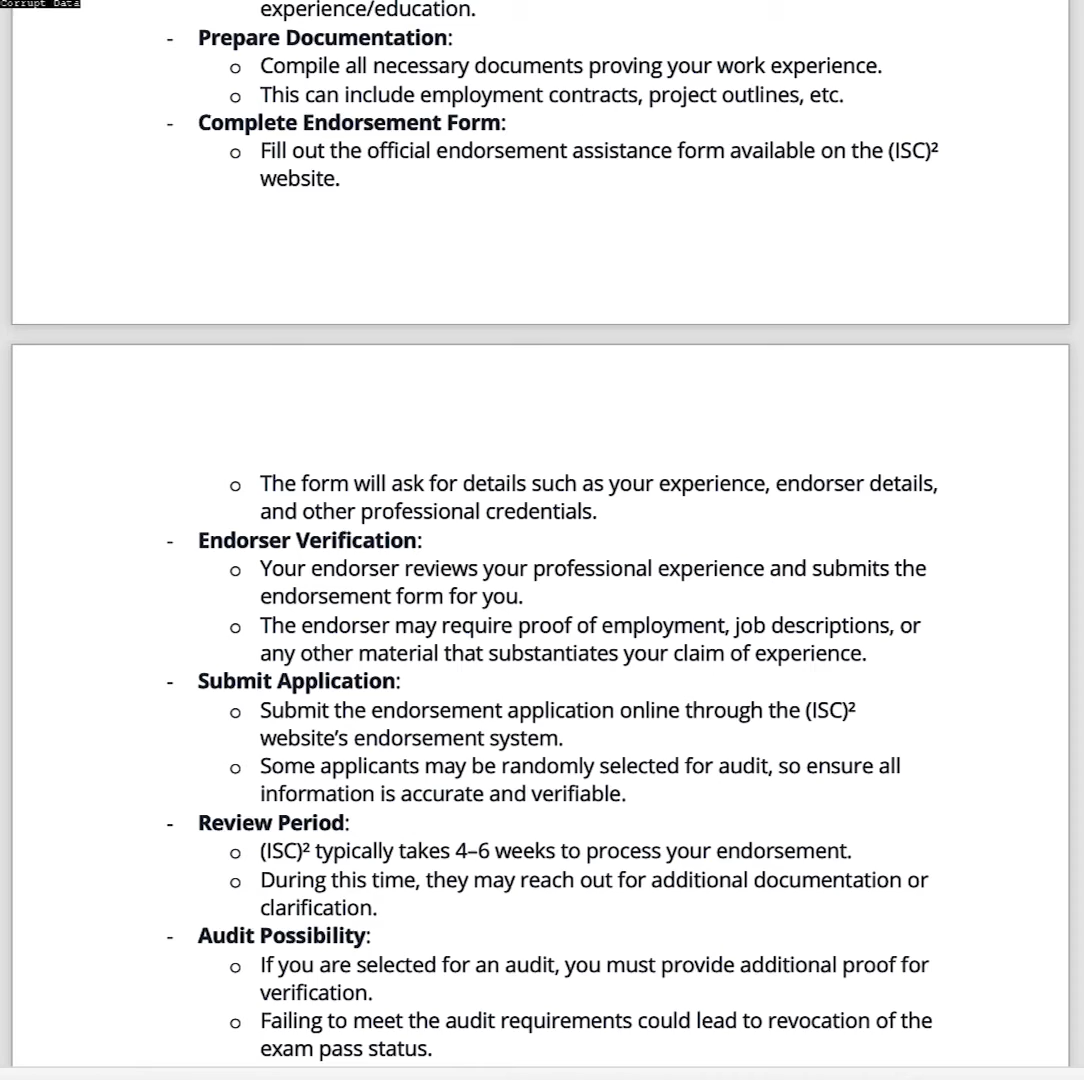 Corrupt Data
experience/education.
- Prepare Documentation:
o Compile all necessary documents proving your work experience.
o This can include employment contracts, project outlines, etc.
- Complete Endorsement Form:
o Fill out the official endorsement assistance form available on the (ISC)²
website.
o The form will ask for details such as your experience, endorser details,
and other professional credentials.
- Endorser Verification:
o Your endorser reviews your professional experience and submits the
endorsement form for you.
o The endorser may require proof of employment, job descriptions, or
any other material that substantiates your claim of experience.
- Submit Application:
o Submit the endorsement application online through the (ISC)²
website’s endorsement system.
o Some applicants may be randomly selected for audit, so ensure all
information is accurate and verifiable.
- Review Period:
o (ISC)² typically takes 4–6 weeks to process your endorsement.
o During this time, they may reach out for additional documentation or
clarification.
- Audit Possibility:
o If you are selected for an audit, you must provide additional proof for
verification.
o Failing to meet the audit requirements could lead to revocation of the
exam pass status.